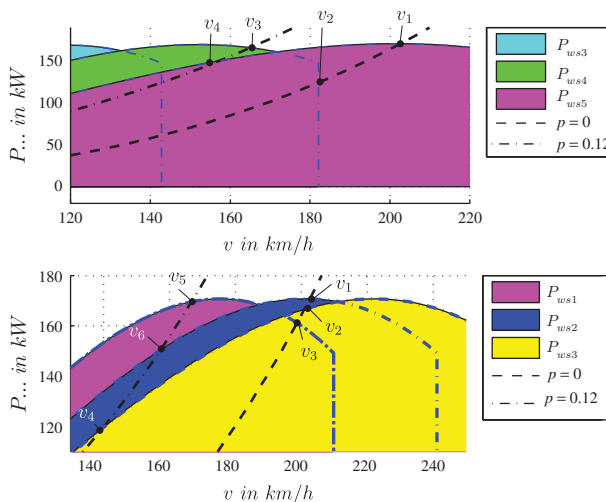 v4 v3 v2 v1
150
100
50
0
P... in kW
120 140 160 180 200 220
v in km/h
Pws3
Pws4
Pws5
p = 0
p = 0.12
180
170
160
150
140
130
120
P... in kW
v5 v1
v2
v6 v3
v4
140 160 180 200 220 240
v in km/h
Pws1
Pws2
Pws3
p = 0
p = 0.12